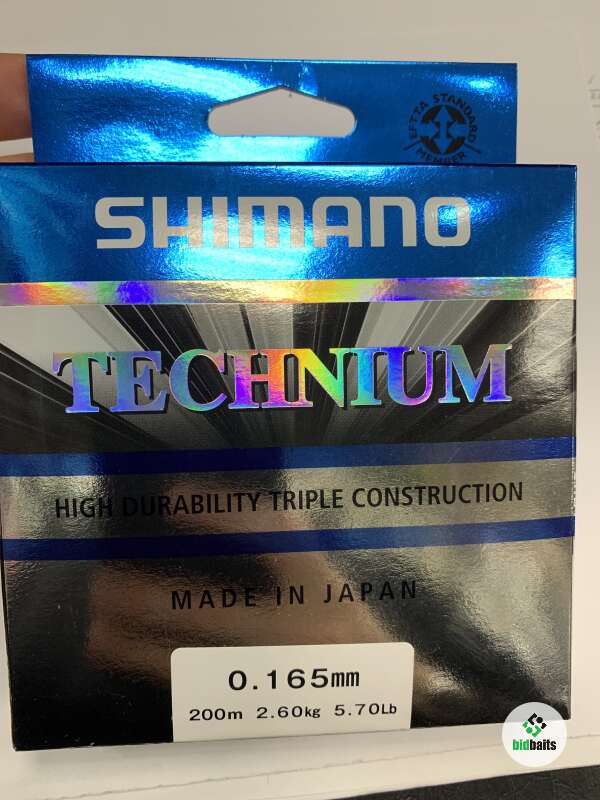 EFTTA STANDARD
MEMBER
SHIMANO
TECHNIUM
HIGH DURABILITY TRIPLE CONSTRUCTION
MADE IN JAPAN
0.165mm
200m 2.60kg 5.70Lb
bidbaits